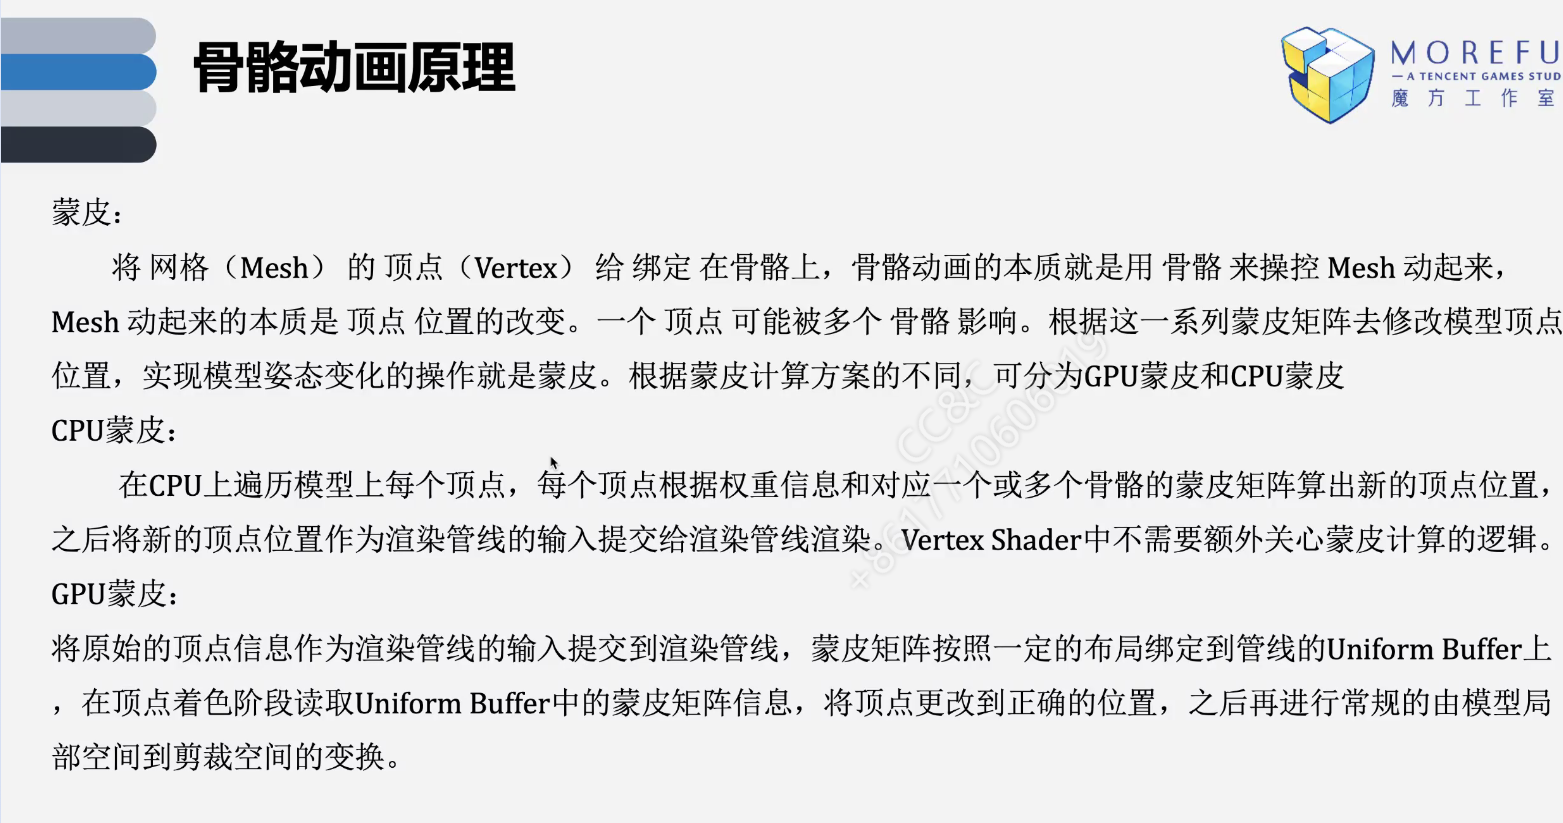 骨骼动画原理
MOREFU
— A TENCENT GAMES STUD
魔方工作室
蒙皮：
将 网格（Mesh） 的 顶点（Vertex） 给 绑定 在骨骼上，骨骼动画的本质就是用 骨骼 来操控 Mesh 动起来，
Mesh 动起来的本质是 顶点 位置的改变。一个 顶点 可能被多个 骨骼 影响。根据这一系列蒙皮矩阵去修改模型顶点
位置，实现模型姿态变化的操作就是蒙皮。根据蒙皮计算方案的不同，可分为GPU蒙皮和CPU蒙皮
CPU蒙皮：
在CPU上遍历模型上每个顶点，每个顶点根据权重信息和对应一个或多个骨骼的蒙皮矩阵算出新的顶点位置，
之后将新的顶点位置作为渲染管线的输入提交给渲染管线渲染。Vertex Shader中不需要额外关心蒙皮计算的逻辑。
GPU蒙皮：
将原始的顶点信息作为渲染管线的输入提交到渲染管线，蒙皮矩阵按照一定的布局绑定到管线的Uniform Buffer上
，在顶点着色阶段读取Uniform Buffer中的蒙皮矩阵信息，将顶点更改到正确的位置，之后再进行常规的由模型局
部空间到剪裁空间的变换。
CC&C
+8617710606019